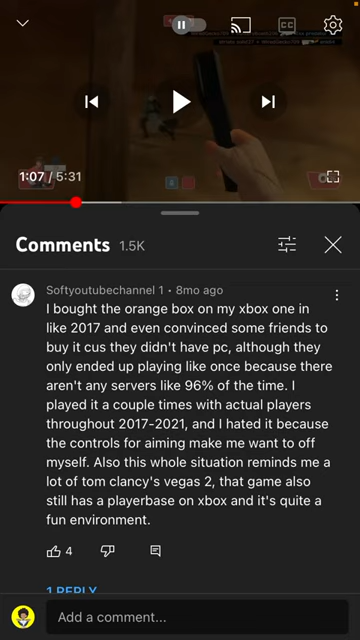 CC
1:07 / 5:31
Comments 1.5K
Softyoutubechannel 1 • 8mo ago
I bought the orange box on my xbox one in
like 2017 and even convinced some friends to
buy it cus they didn't have pc, although they
only ended up playing like once because there
aren't any servers like 96% of the time. I
played it a couple times with actual players
throughout 2017-2021, and I hated it because
the controls for aiming make me want to off
myself. Also this whole situation reminds me a
lot of tom clancy's vegas 2, that game also
still has a playerbase on xbox and it's quite a
fun environment.
4
1 REPLY
Add a comment...